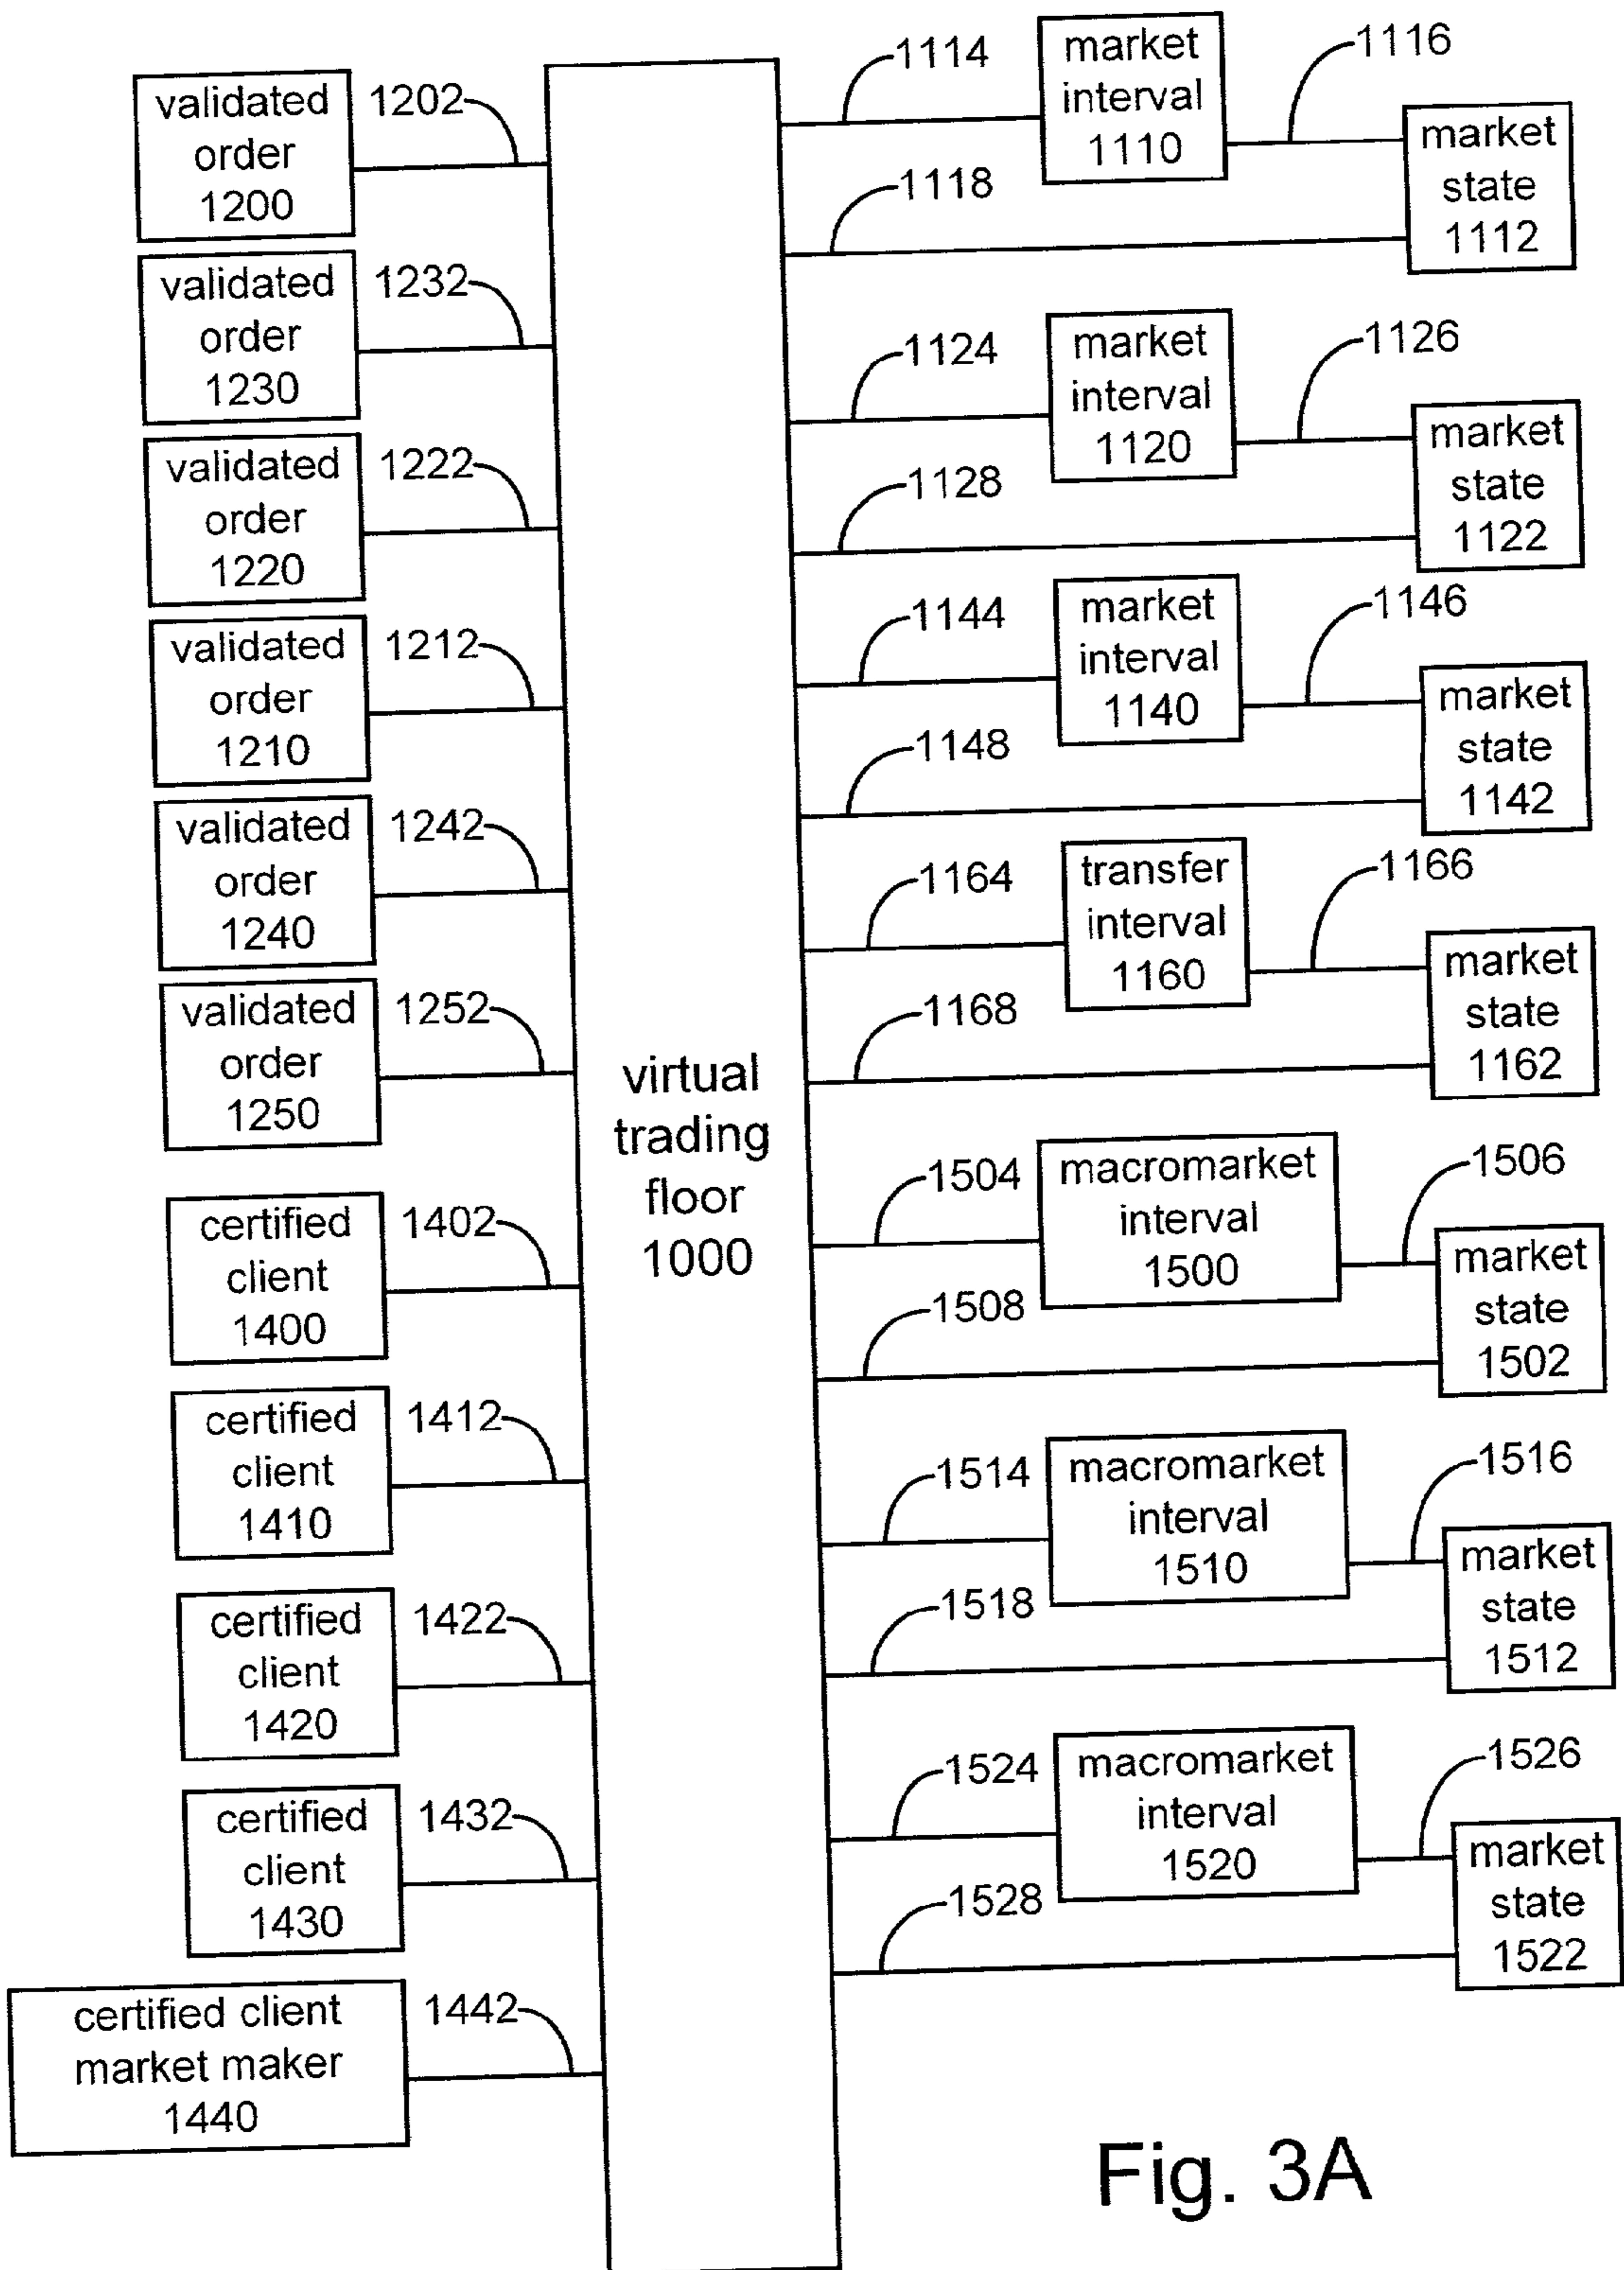 validated
order
1200
1202
validated
order
1230
1232
validated
order
1220
1222
validated
order
1210
1212
validated
order
1240
1242
validated
order
1250
1252
certified
client
1400
1402
certified
client
1410
1412
certified
client
1420
1422
certified
client
1430
1432
certified client
market maker
1440
1442
virtual
trading
floor
1000
1114
market
interval
1110
1116
market
state
1112
1118
1124
market
interval
1120
1126
market
state
1122
1128
1144
market
interval
1140
1146
market
state
1142
1148
1164
transfer
interval
1160
1166
market
state
1162
1168
1504
macromarket
interval
1500
1506
market
state
1502
1508
1514
macromarket
interval
1510
1516
market
state
1512
1518
1524
macromarket
interval
1520
1526
market
state
1522
1528
Fig. 3A